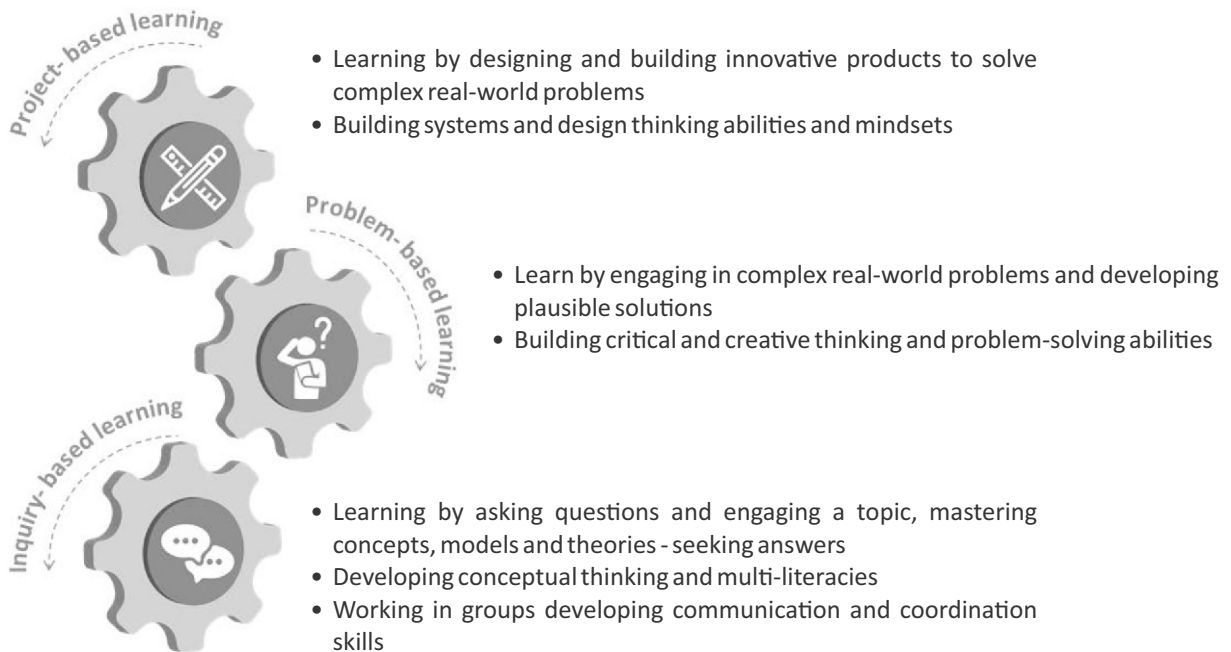 Project- based learning
• Learning by designing and building innovative products to solve
complex real-world problems
• Building systems and design thinking abilities and mindsets
Problem- based learning
?
• Learn by engaging in complex real-world problems and developing
plausible solutions
• Building critical and creative thinking and problem-solving abilities
Inquiry- based learning
• Learning by asking questions and engaging a topic, mastering
concepts, models and theories - seeking answers
• Developing conceptual thinking and multi-literacies
• Working in groups developing communication and coordination
skills